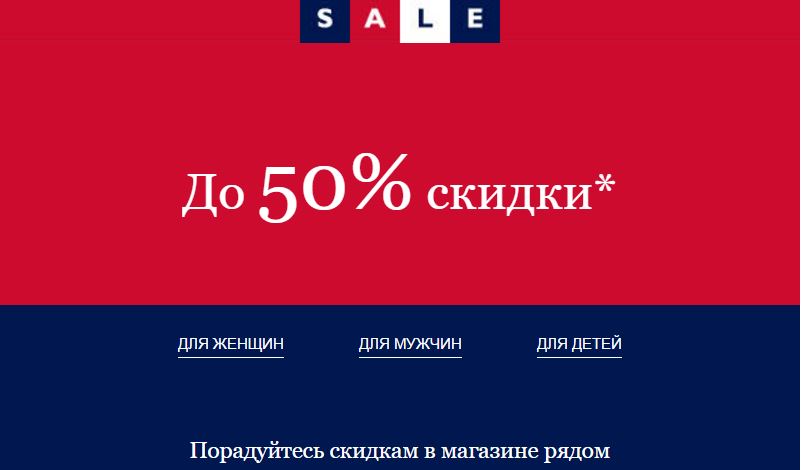 SALE
До 50% скидки*
ДЛЯ ЖЕНЩИН ДЛЯ МУЖЧИН ДЛЯ ДЕТЕЙ
Порадуйтесь скидкам в магазине рядом